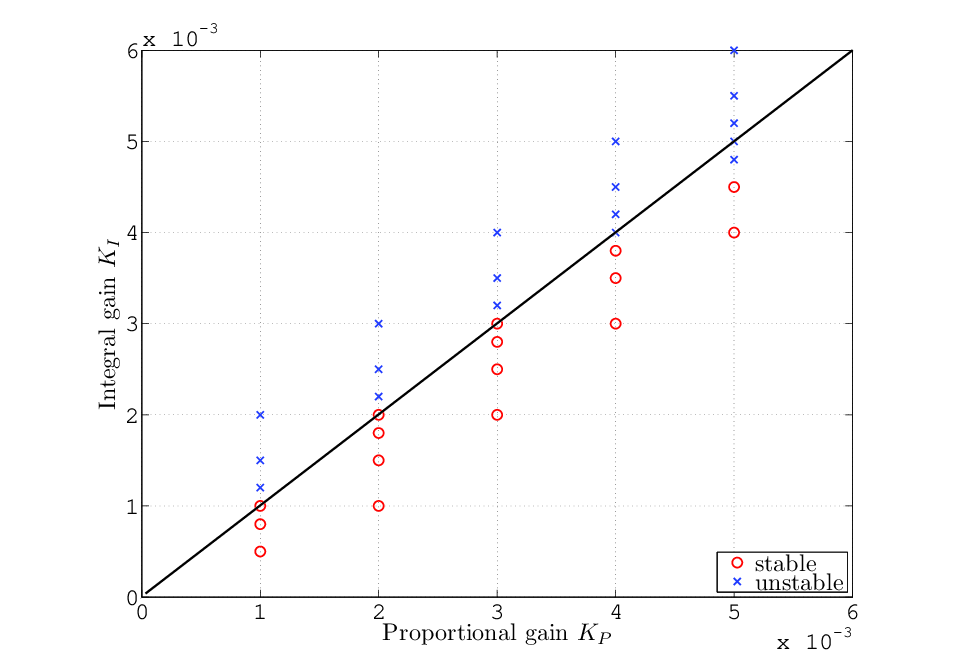 x 10^-3
6
5
4
3
2
1
0
Integral gain K_I
stable
unstable
0 1 2 3 4 5 6
Proportional gain K_P
x 10^-3